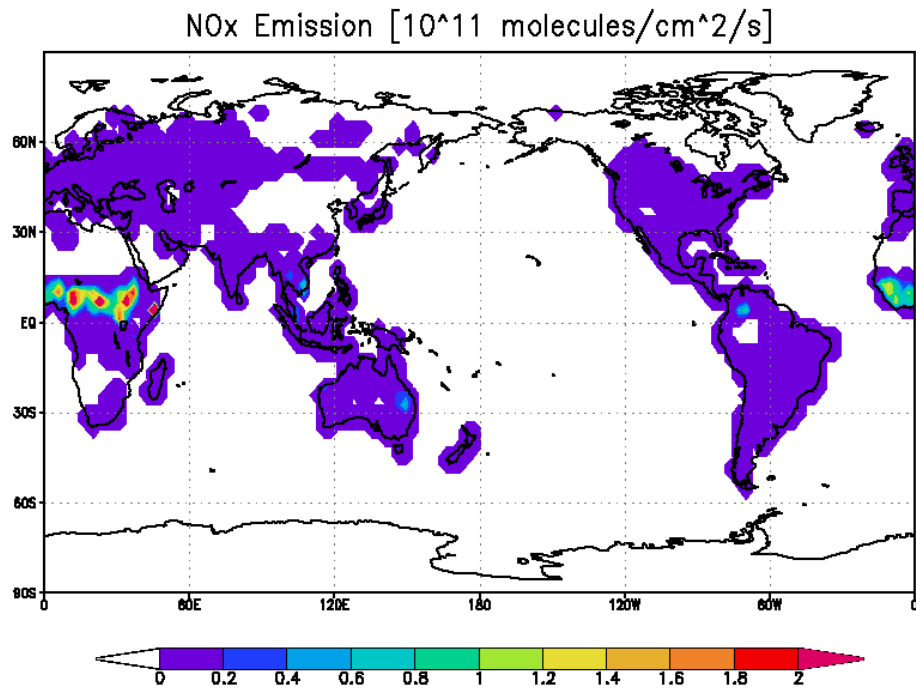 NOx Emission [10^11 molecules/cm^2/s]
60N
30N
EQ
30S
60S
90S
0 60E 120E 180 120W 60W 0
0 0.2 0.4 0.6 0.8 1 1.2 1.4 1.6 1.8 2